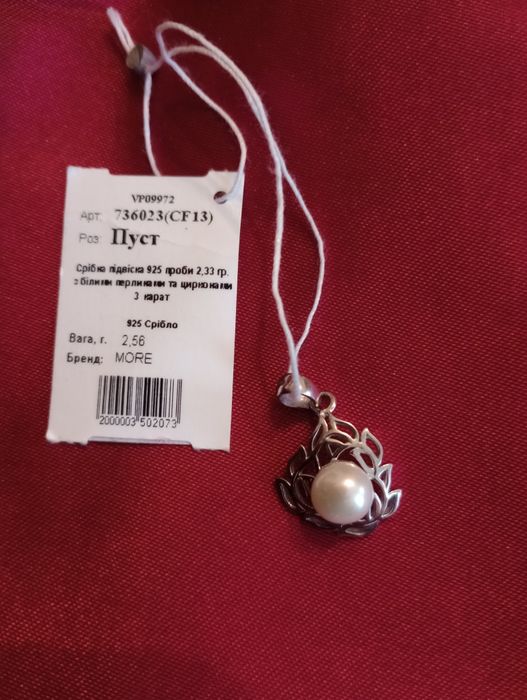 VP09972
Арт: 736023(CF13)
Роз: Пуст
Срібна підвіска 925 проби 2,33 гр.
з білими перлинами та цирконами
3 карат
925 Срібло
Вага, г. 2,56
Бренд: MORE
2000003502073